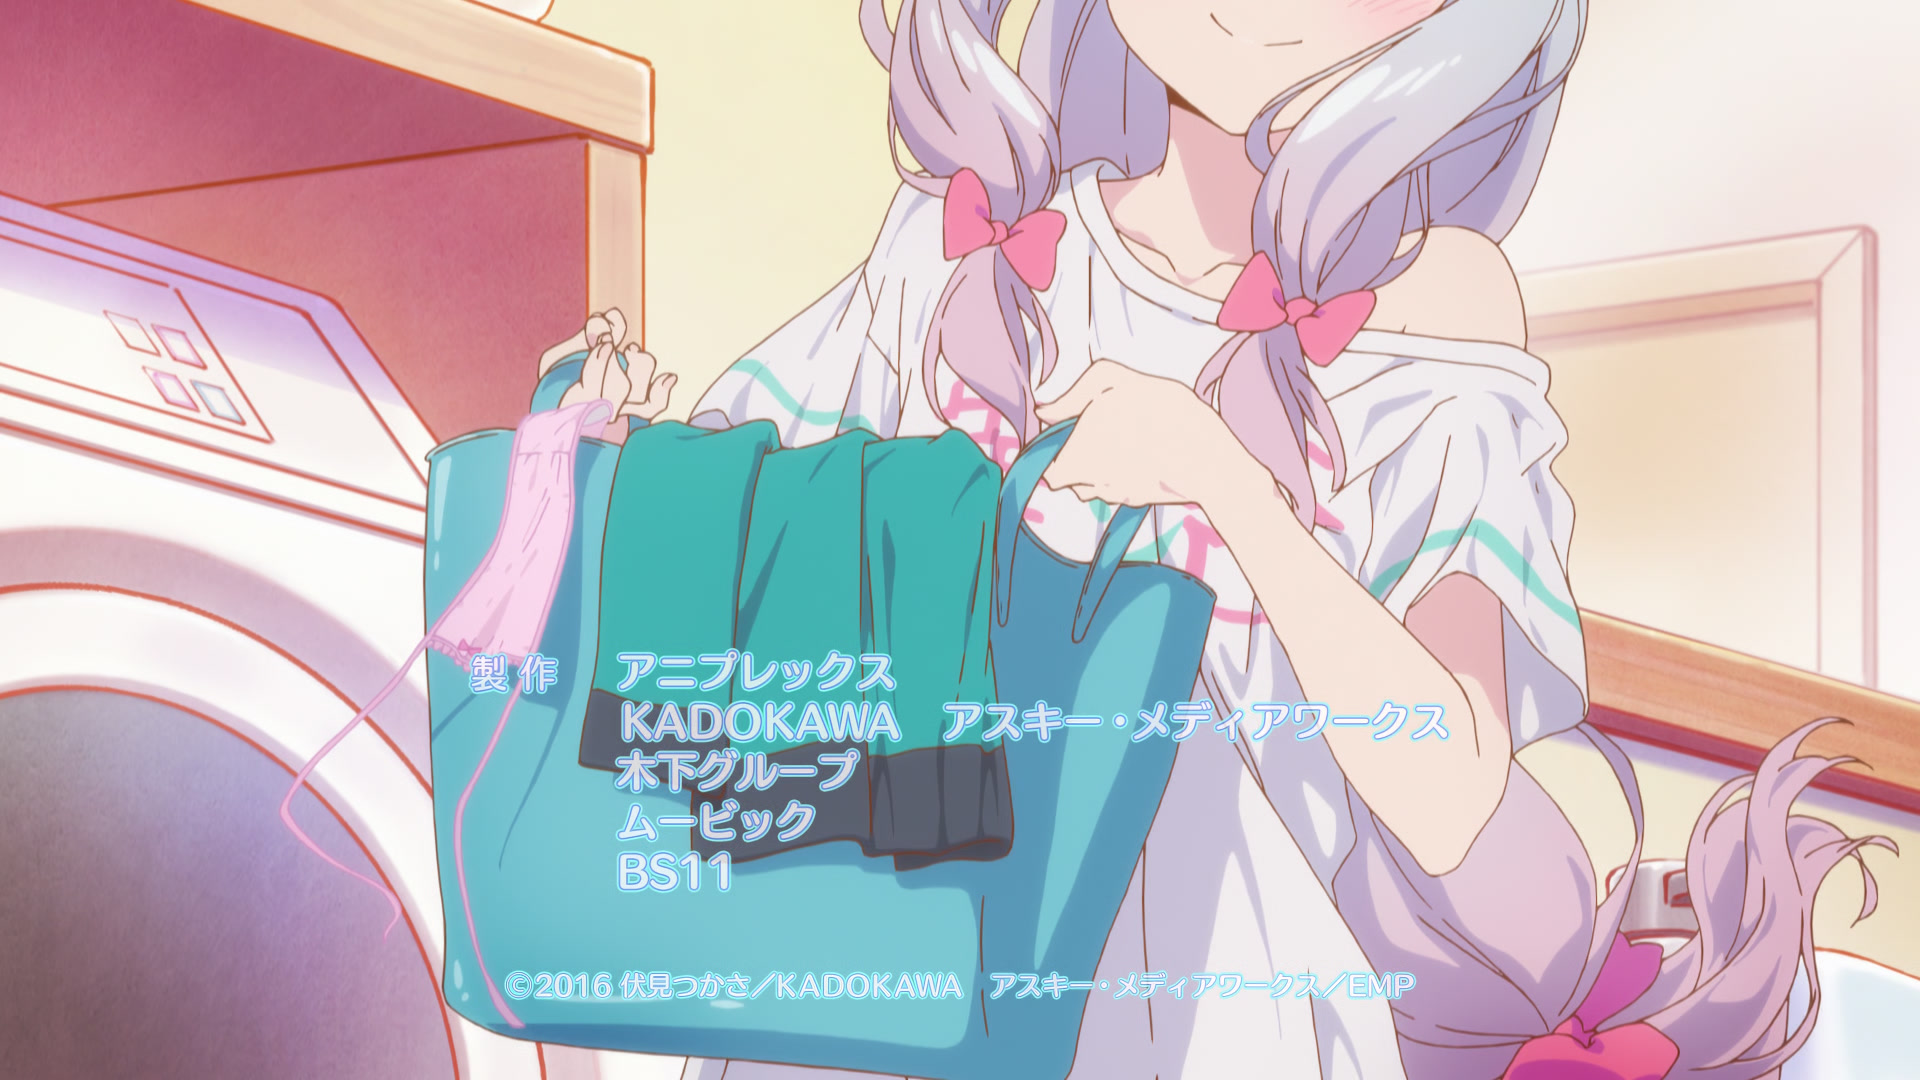 製作　アニプレックス
KADOKAWA　アスキー・メディアワークス
木下グループ
ムービック
BS11
©2016 伏見つかさ／KADOKAWA　アスキー・メディアワークス／EMP